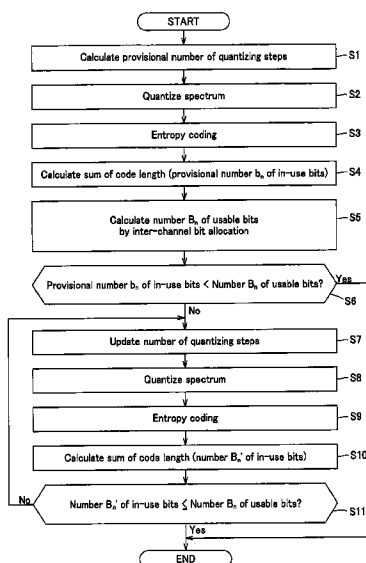 START
Calculate provisional number of quantizing steps
S1
Quantize spectrum
S2
Entropy coding
S3
Calculate sum of code length (provisional number bn of in-use bits)
S4
Calculate number Bn of usable bits
by inter-channel bit allocation
S5
Provisional number bn of in-use bits < Number Bn of usable bits?
Yes
S6
No
Update number of quantizing steps
S7
Quantize spectrum
S8
Entropy coding
S9
Calculate sum of code length (number Bn' of in-use bits)
S10
No
Number Bn' of in-use bits ≤ Number Bn of usable bits?
S11
Yes
END